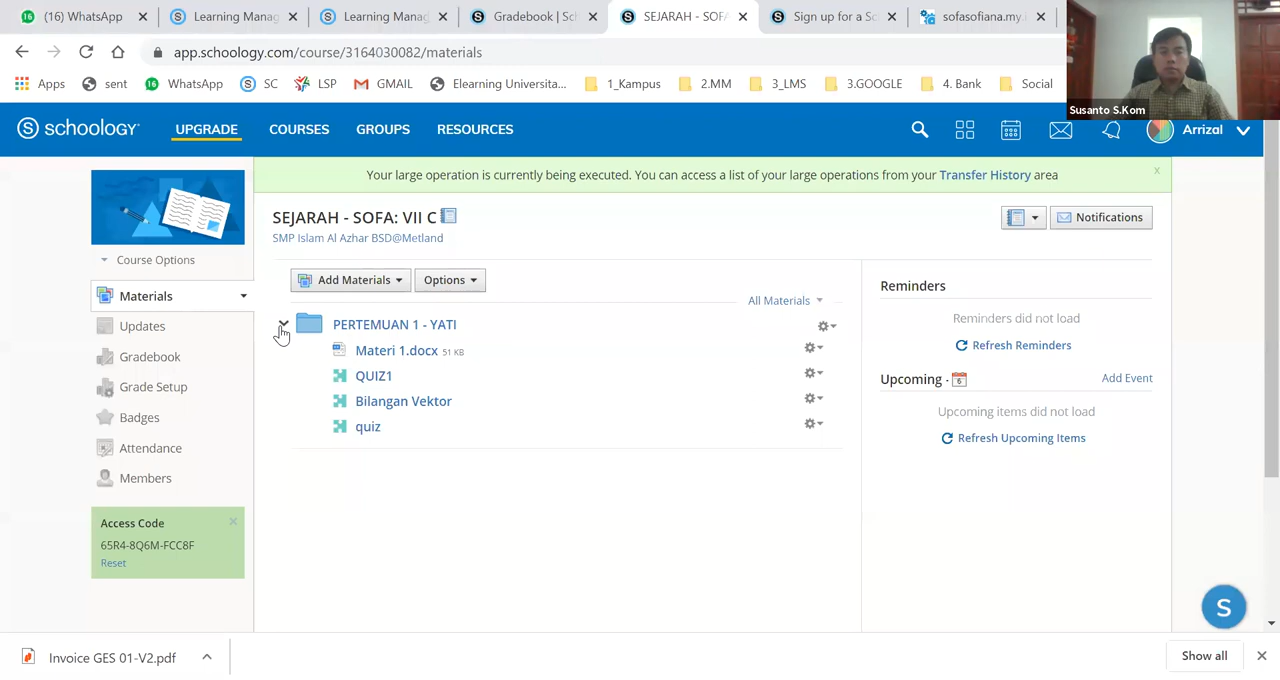 (16) WhatsApp
Learning Manag
Learning Manag
Gradebook | Sch
SEJARAH - SOFA
Sign up for a Sc
sofasofiana.my.
app.schoology.com/course/3164030082/materials
Apps
sent
WhatsApp
SC
LSP
GMAIL
Elearning Universita...
1_Kampus
2.MM
3_LMS
3.GOOGLE
4. Bank
Social
Susanto S.Kom
schoology
UPGRADE
COURSES
GROUPS
RESOURCES
Arrizal
Your large operation is currently being executed. You can access a list of your large operations from your Transfer History area
x
SEJARAH - SOFA: VII C
SMP Islam Al Azhar BSD@Metland
Notifications
Course Options
Materials
Updates
Gradebook
Grade Setup
Badges
Attendance
Members
Access Code
65R4-8Q6M-FCC8F
Reset
Add Materials
Options
All Materials
PERTEMUAN 1 - YATI
Materi 1.docx 51 KB
QUIZ1
Bilangan Vektor
quiz
Reminders
Reminders did not load
Refresh Reminders
Upcoming ·
6
Add Event
Upcoming items did not load
Refresh Upcoming Items
S
Invoice GES 01-V2.pdf
Show all